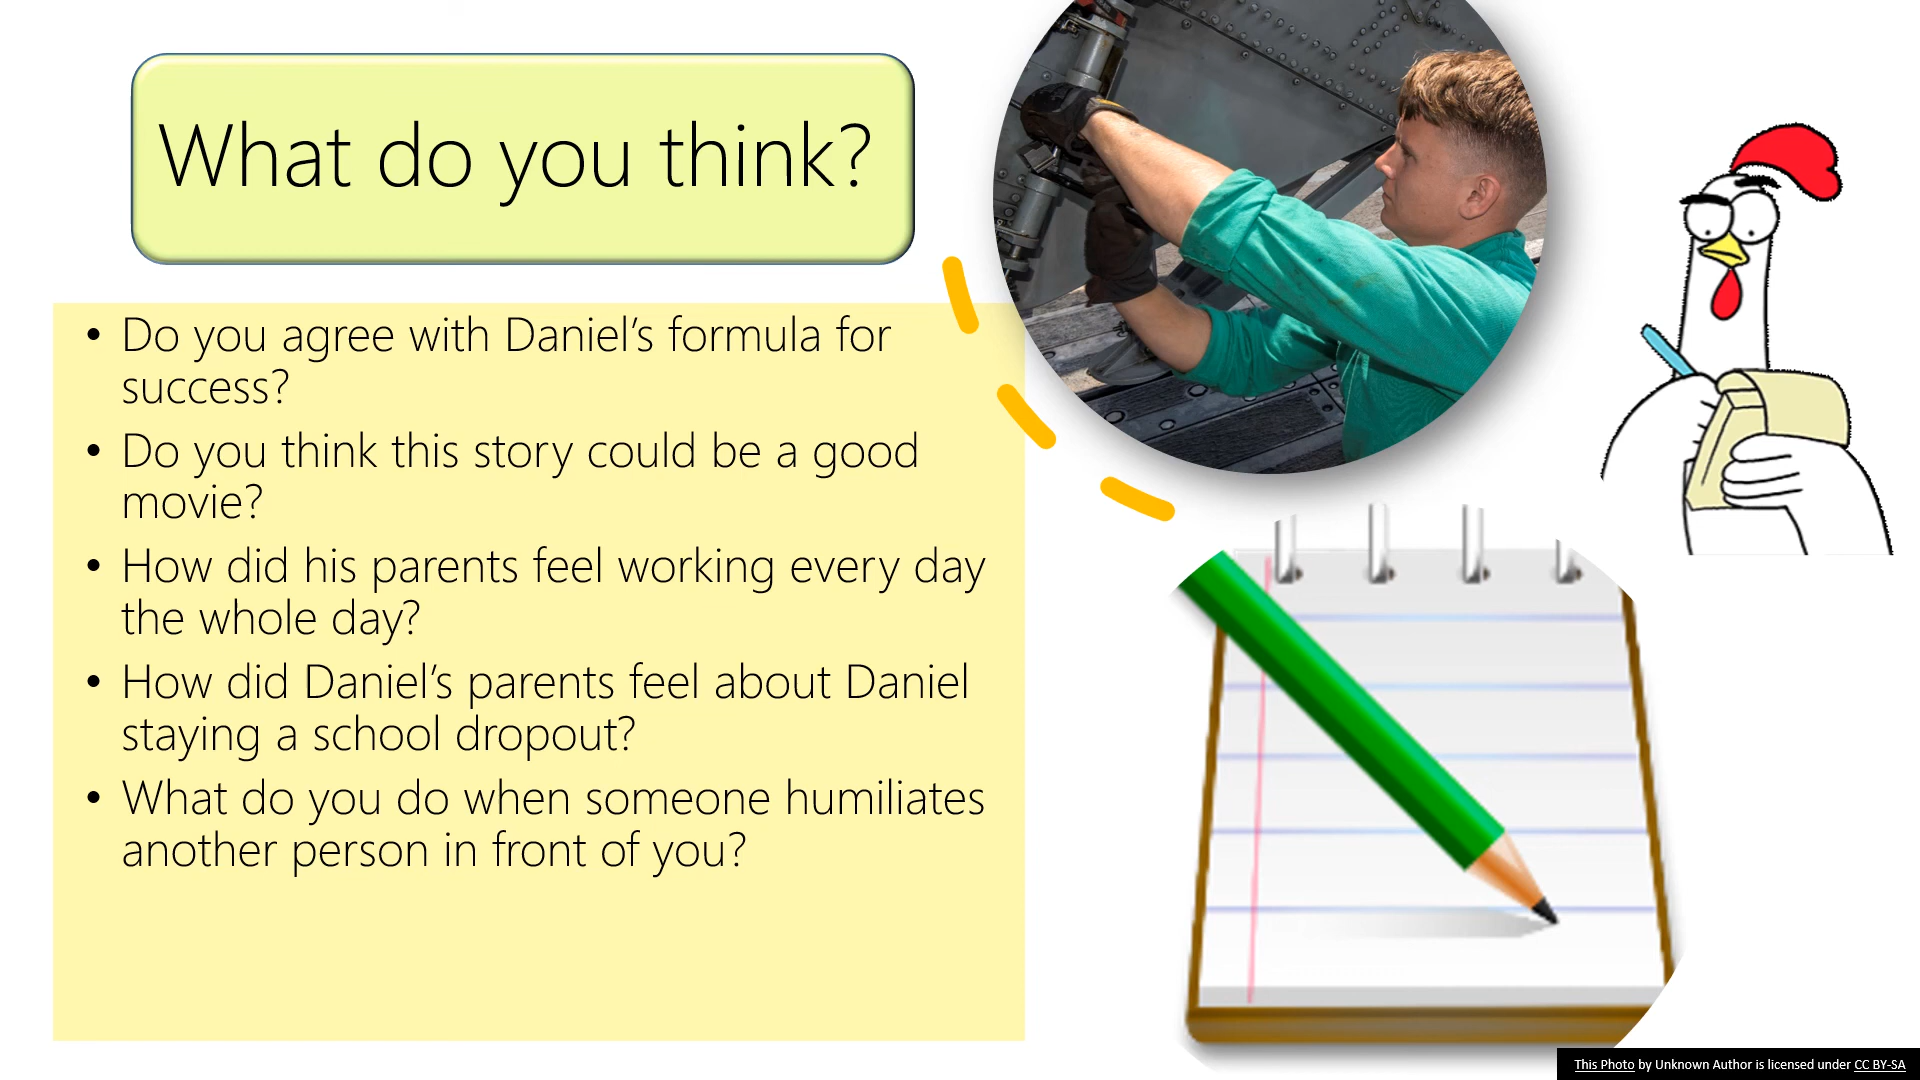 What do you think?
• Do you agree with Daniel’s formula for
success?
• Do you think this story could be a good
movie?
• How did his parents feel working every day
the whole day?
• How did Daniel’s parents feel about Daniel
staying a school dropout?
• What do you do when someone humiliates
another person in front of you?
This Photo by Unknown Author is licensed under CC BY-SA